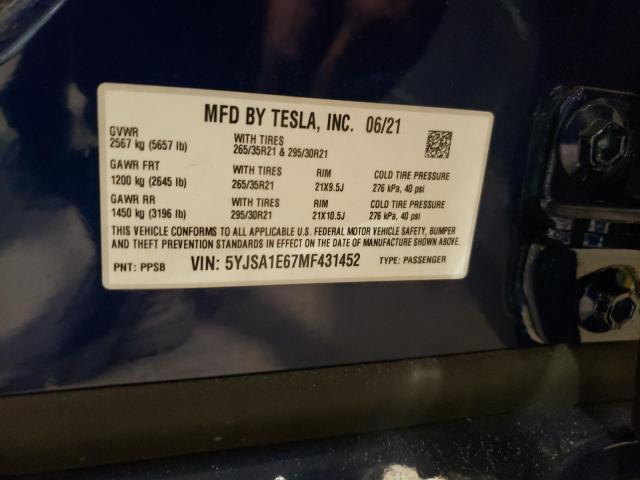 MFD BY TESLA, INC. 06/21
GVWR
2567 kg (5657 lb)
WITH TIRES
265/35R21 & 295/30R21
GAWR FRT
1200 kg (2645 lb)
WITH TIRES
265/35R21
RIM
21X9.5J
COLD TIRE PRESSURE
276 kPa, 40 psi
GAWR RR
1450 kg (3196 lb)
WITH TIRES
295/30R21
RIM
21X10.5J
COLD TIRE PRESSURE
276 kPa, 40 psi
THIS VEHICLE CONFORMS TO ALL APPLICABLE U.S. FEDERAL MOTOR VEHICLE SAFETY, BUMPER
AND THEFT PREVENTION STANDARDS IN EFFECT ON THE DATE OF MANUFACTURE SHOWN ABOVE.
PNT: PPSB VIN: 5YJSA1E67MF431452 TYPE: PASSENGER